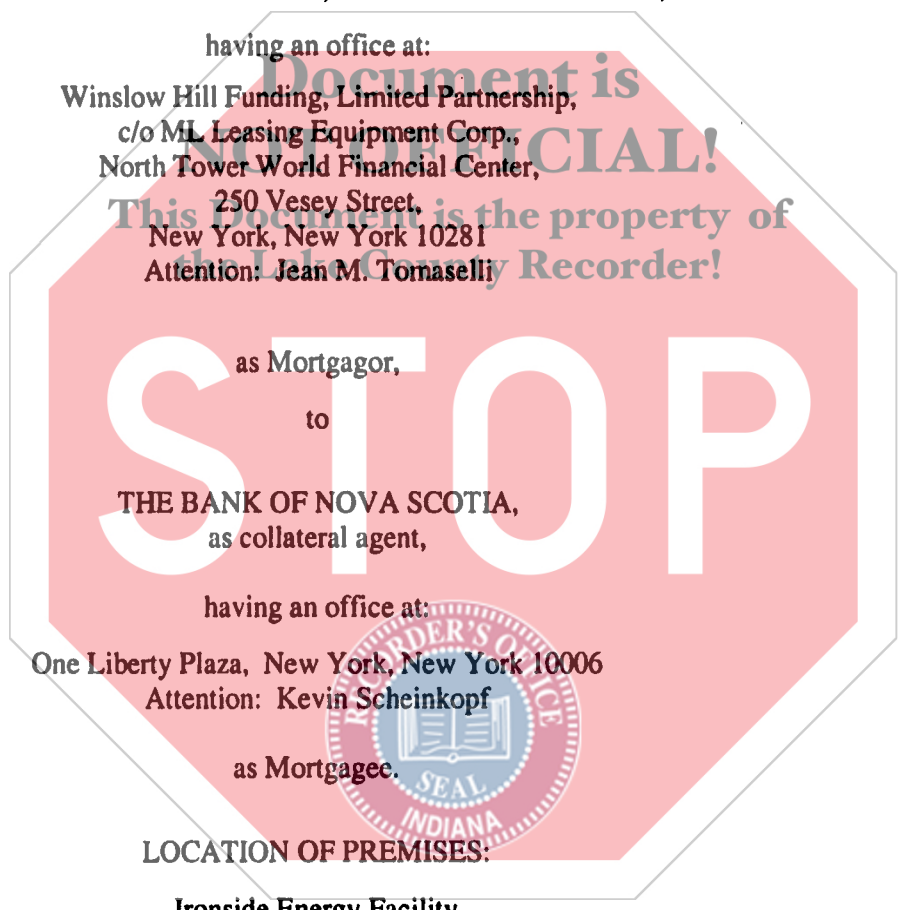 having an office at:
Document is
Winslow Hill Funding, Limited Partnership,
c/o ML Leasing Equipment Corp.,
NOT OFFICIAL!
North Tower World Financial Center,
250 Vesey Street,
This Document is the property of
New York, New York 10281
the Lake County Recorder!
Attention: Jean M. Tomaselli
as Mortgagor,
to
STOP
THE BANK OF NOVA SCOTIA,
as collateral agent,
having an office at:
RECORDER'S OFFICE
One Liberty Plaza, New York, New York 10006
Attention: Kevin Scheinkopf
as Mortgagee.
SEAL
INDIANA
LOCATION OF PREMISES:
Ironside Energy Facility